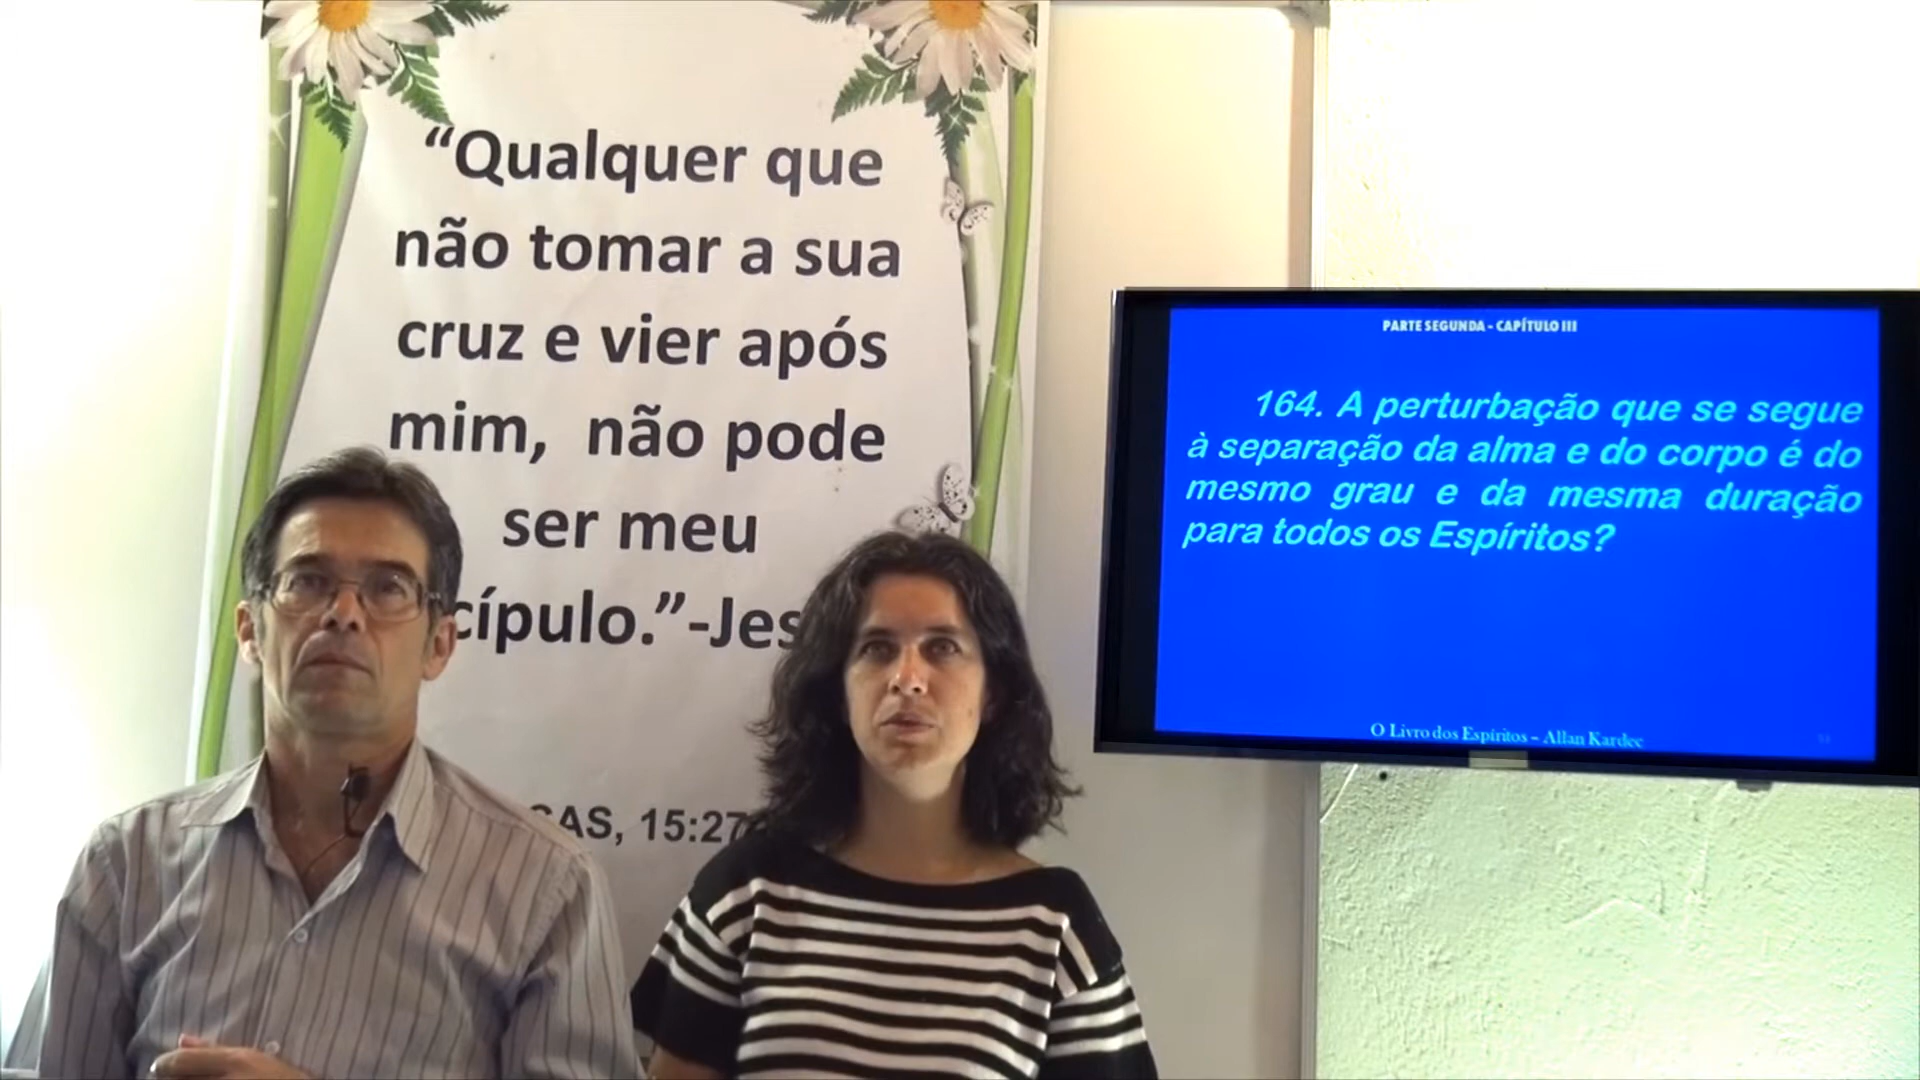 “Qualquer que
não tomar a sua
cruz e vier após
mim, não pode
ser meu
cípulo.”-Jes
CAS, 15:27
PARTE SEGUNDA - CAPÍTULO III
164. A perturbação que se segue
à separação da alma e do corpo é do
mesmo grau e da mesma duração
para todos os Espíritos?
O Livro dos Espíritos – Allan Kardec